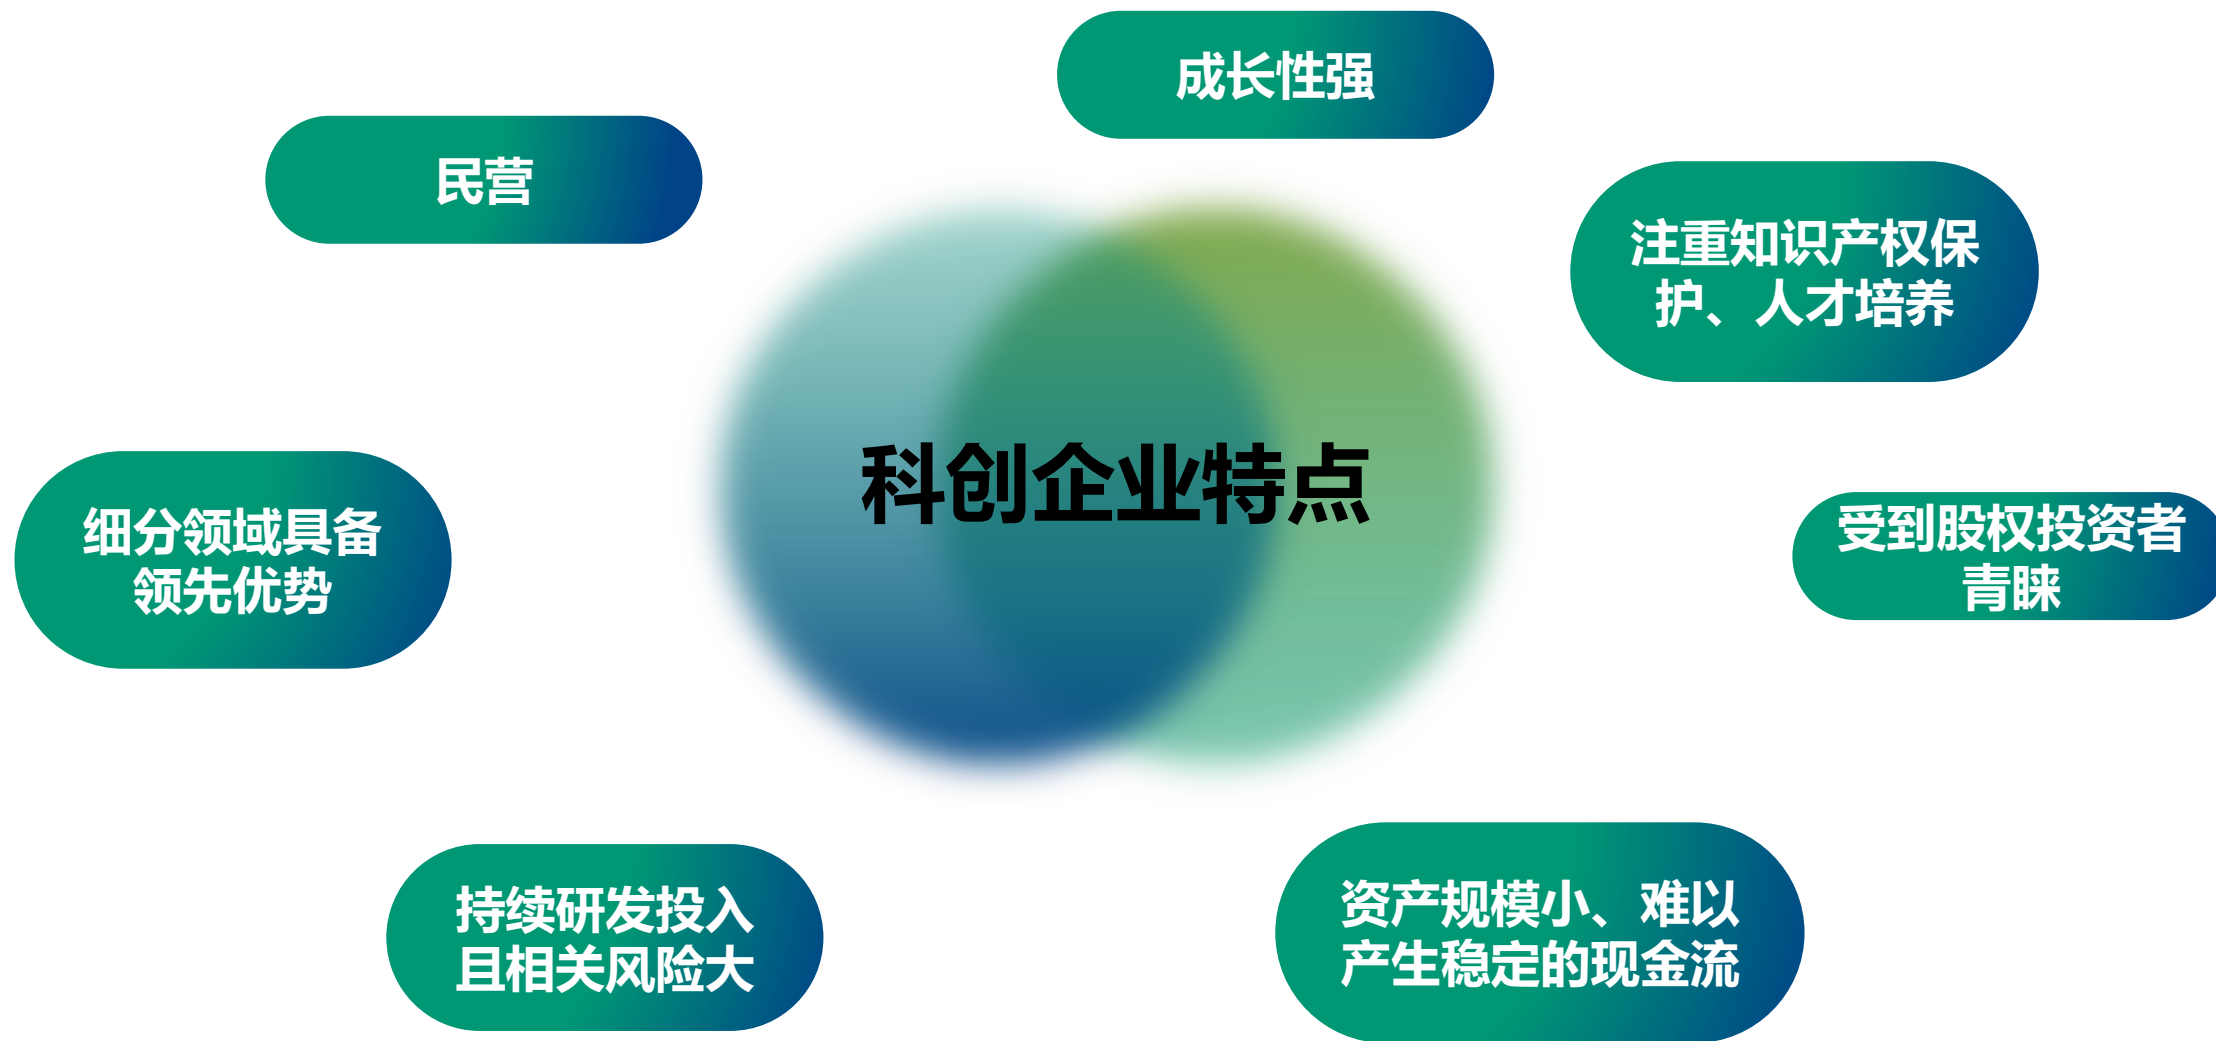 成长性强
民营
注重知识产权保
护、人才培养
科创企业特点
细分领域具备
领先优势
受到股权投资者
青睐
持续研发投入
且相关风险大
资产规模小、难以
产生稳定的现金流